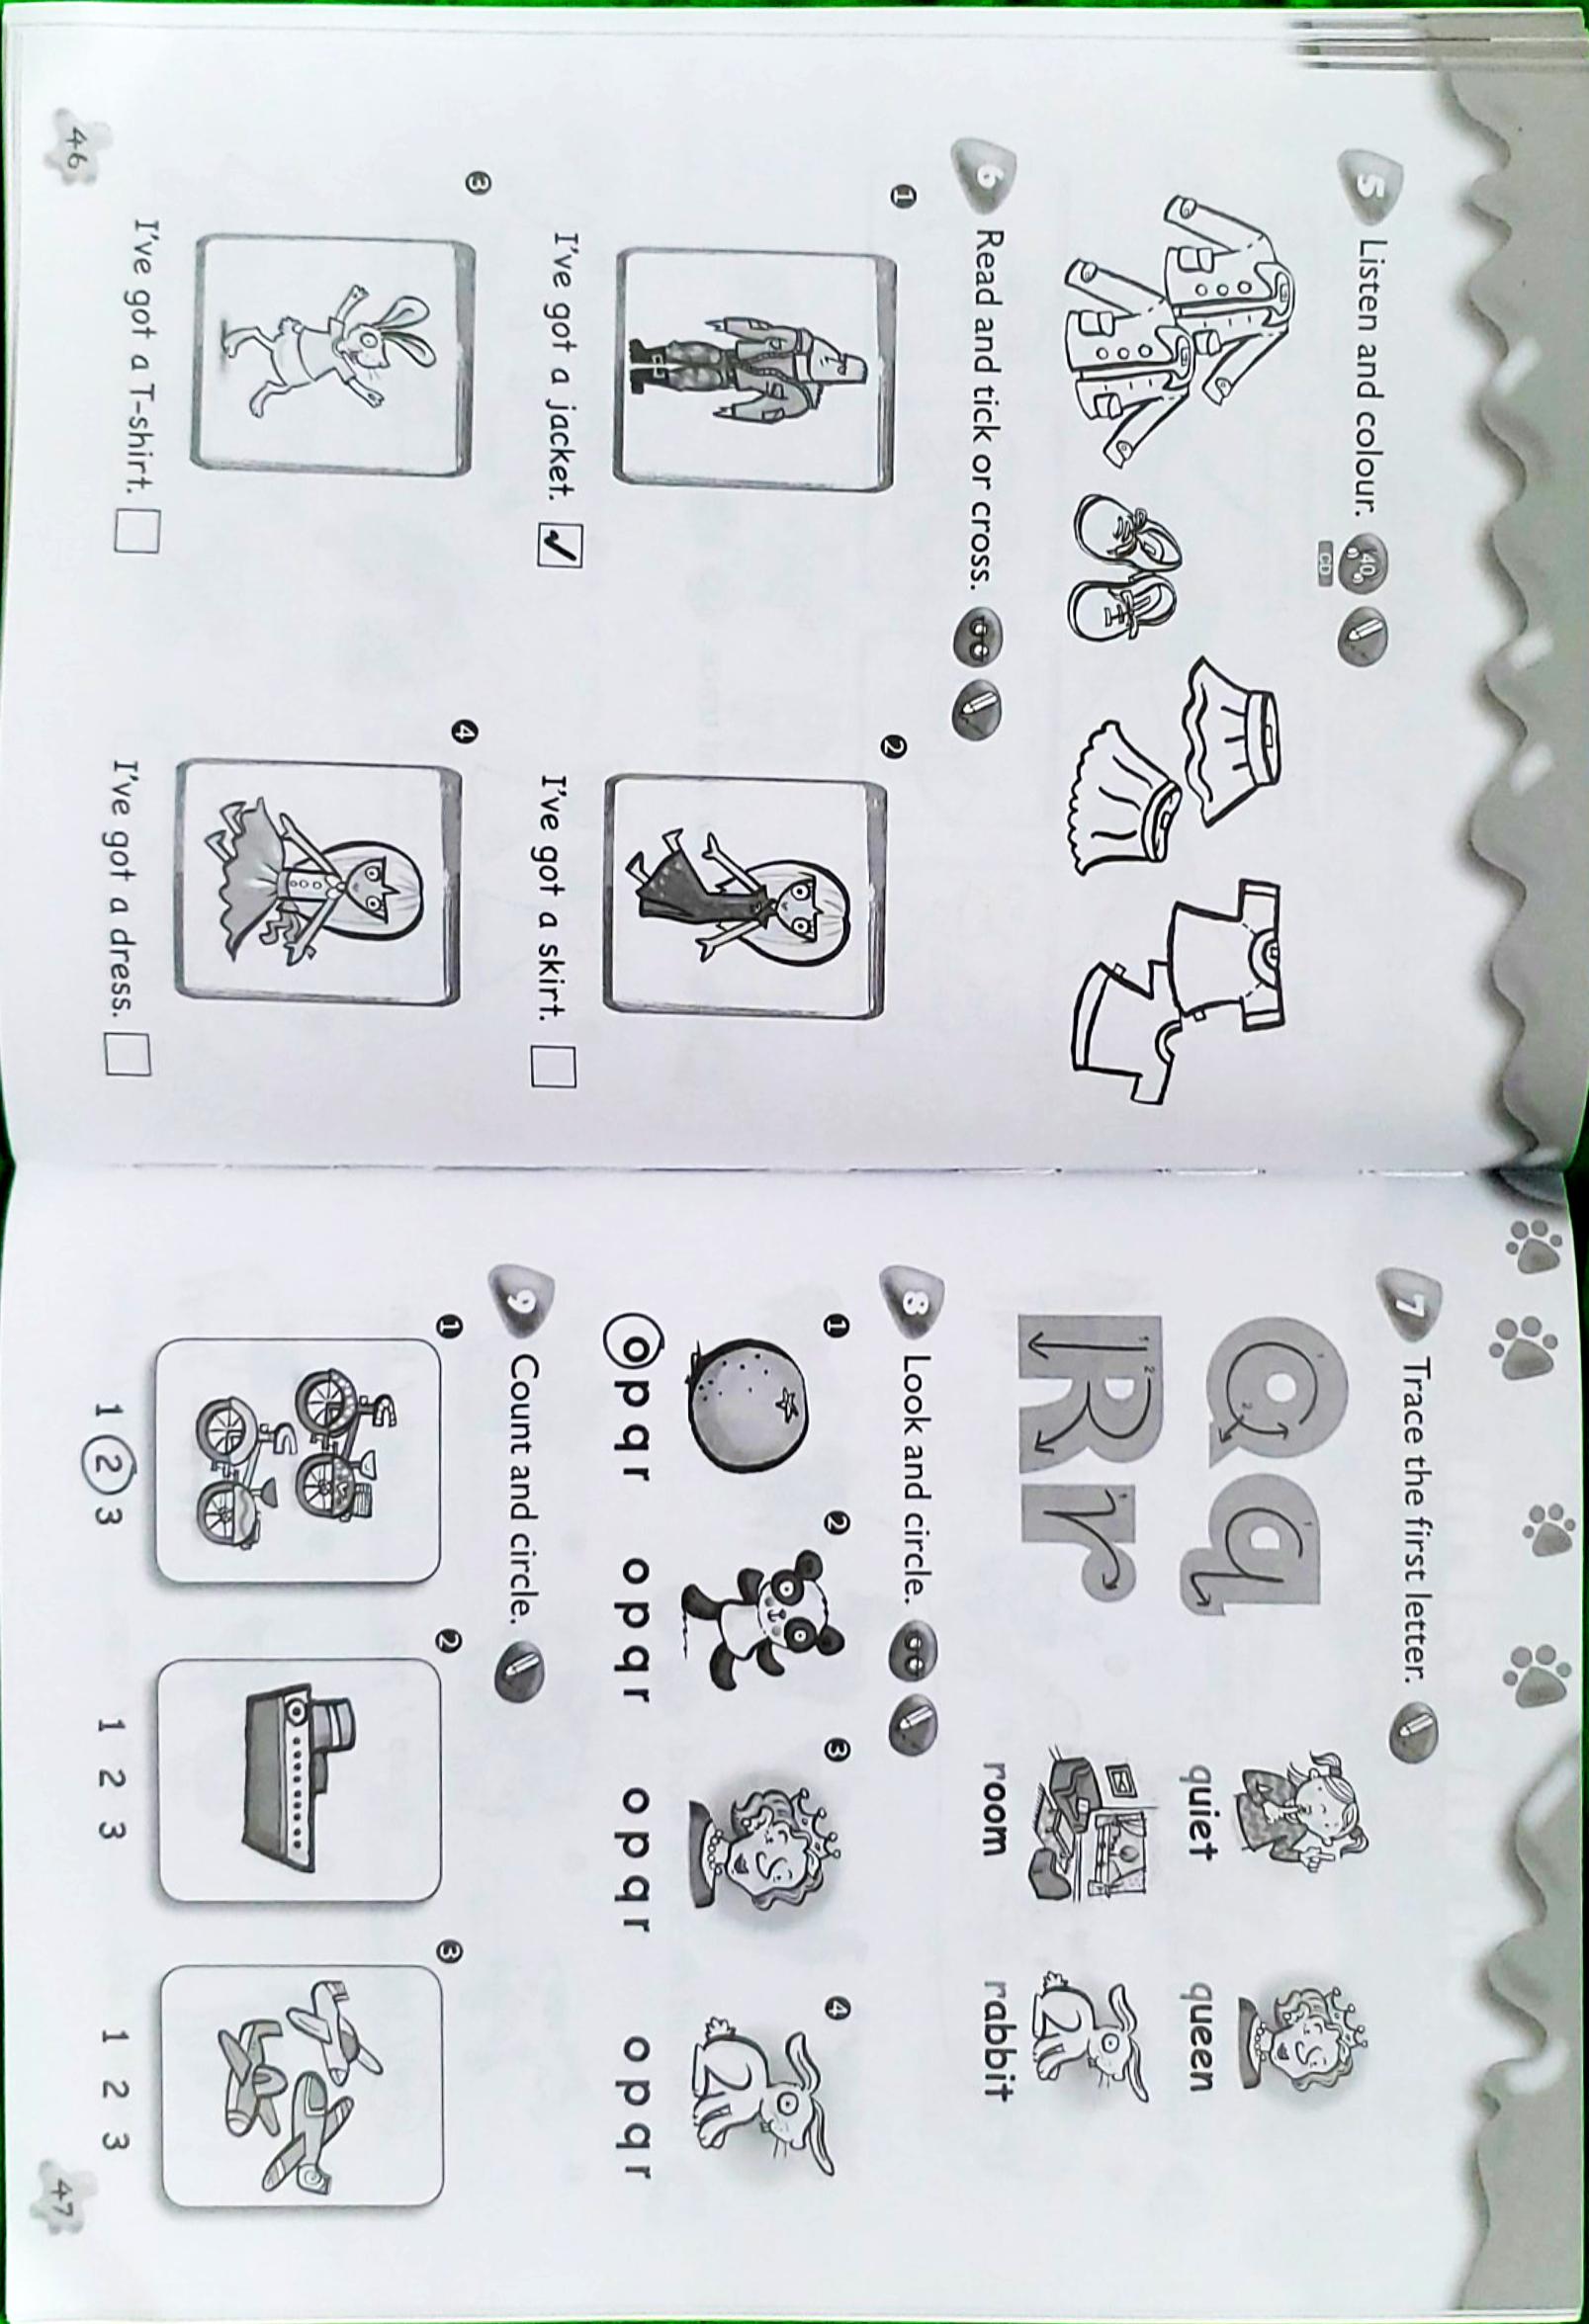 5 Listen and colour. 40
CD
6 Read and tick or cross.
1
2
I've got a jacket. ✓
I've got a skirt.
3
4
I've got a T-shirt.
I've got a dress.
46
7 Trace the first letter.
Q q
quiet queen
R r
room rabbit
8 Look and circle.
1 2 3 4
o p q r o p q r o p q r o p q r
9 Count and circle.
1 2 3
1 2 3 1 2 3 1 2 3
47